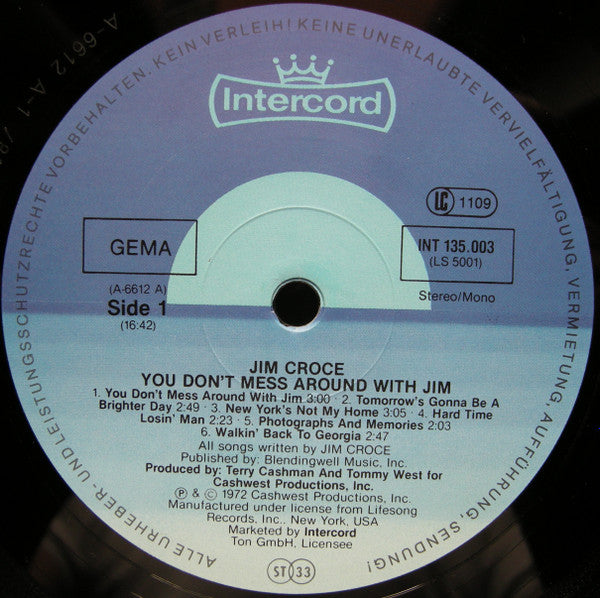 ALLE URHEBER- UND LEISTUNGSSCHUTZRECHTE VORBEHALTEN. KEIN VERLEIH! KEINE UNERLAUBTE VERVIELFÄLTIGUNG, VERMIETUNG, AUFFÜHRUNG, SENDUNG!
A-6612 A-1
Intercord
LC 1109
GEMA
INT 135.003
(LS 5001)
(A-6612 A)
Side 1
(16:42)
Stereo/Mono
JIM CROCE
YOU DON'T MESS AROUND WITH JIM
1. You Don't Mess Around With Jim 3:00 · 2. Tomorrow's Gonna Be A
Brighter Day 2:49 · 3. New York's Not My Home 3:05 · 4. Hard Time
Losin' Man 2:23 · 5. Photographs And Memories 2:03
6. Walkin' Back To Georgia 2:47
All songs written by JIM CROCE
Published by: Blendingwell Music, Inc.
Produced by: Terry Cashman and Tommy West for
Cashwest Productions, Inc.
Ⓟ & © 1972 Cashwest Productions, Inc.
Manufactured under license from Lifesong
Records, Inc., New York, USA
Marketed by Intercord
Ton GmbH, Licensee
ST 33